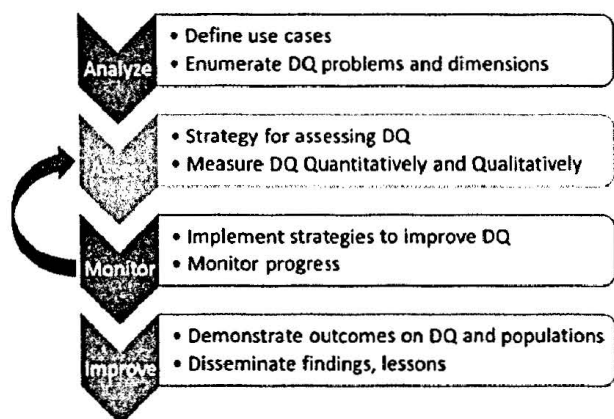 Analyze
• Define use cases
• Enumerate DQ problems and dimensions
• Strategy for assessing DQ
• Measure DQ Quantitatively and Qualitatively
Monitor
• Implement strategies to improve DQ
• Monitor progress
Improve
• Demonstrate outcomes on DQ and populations
• Disseminate findings, lessons